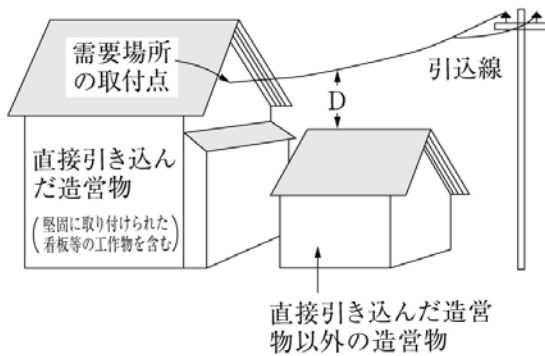 需要場所
の取付点
引込線
D
直接引き込ん
だ造営物
(堅固に取り付けられた
看板等の工作物を含む)
直接引き込んだ造営
物以外の造営物